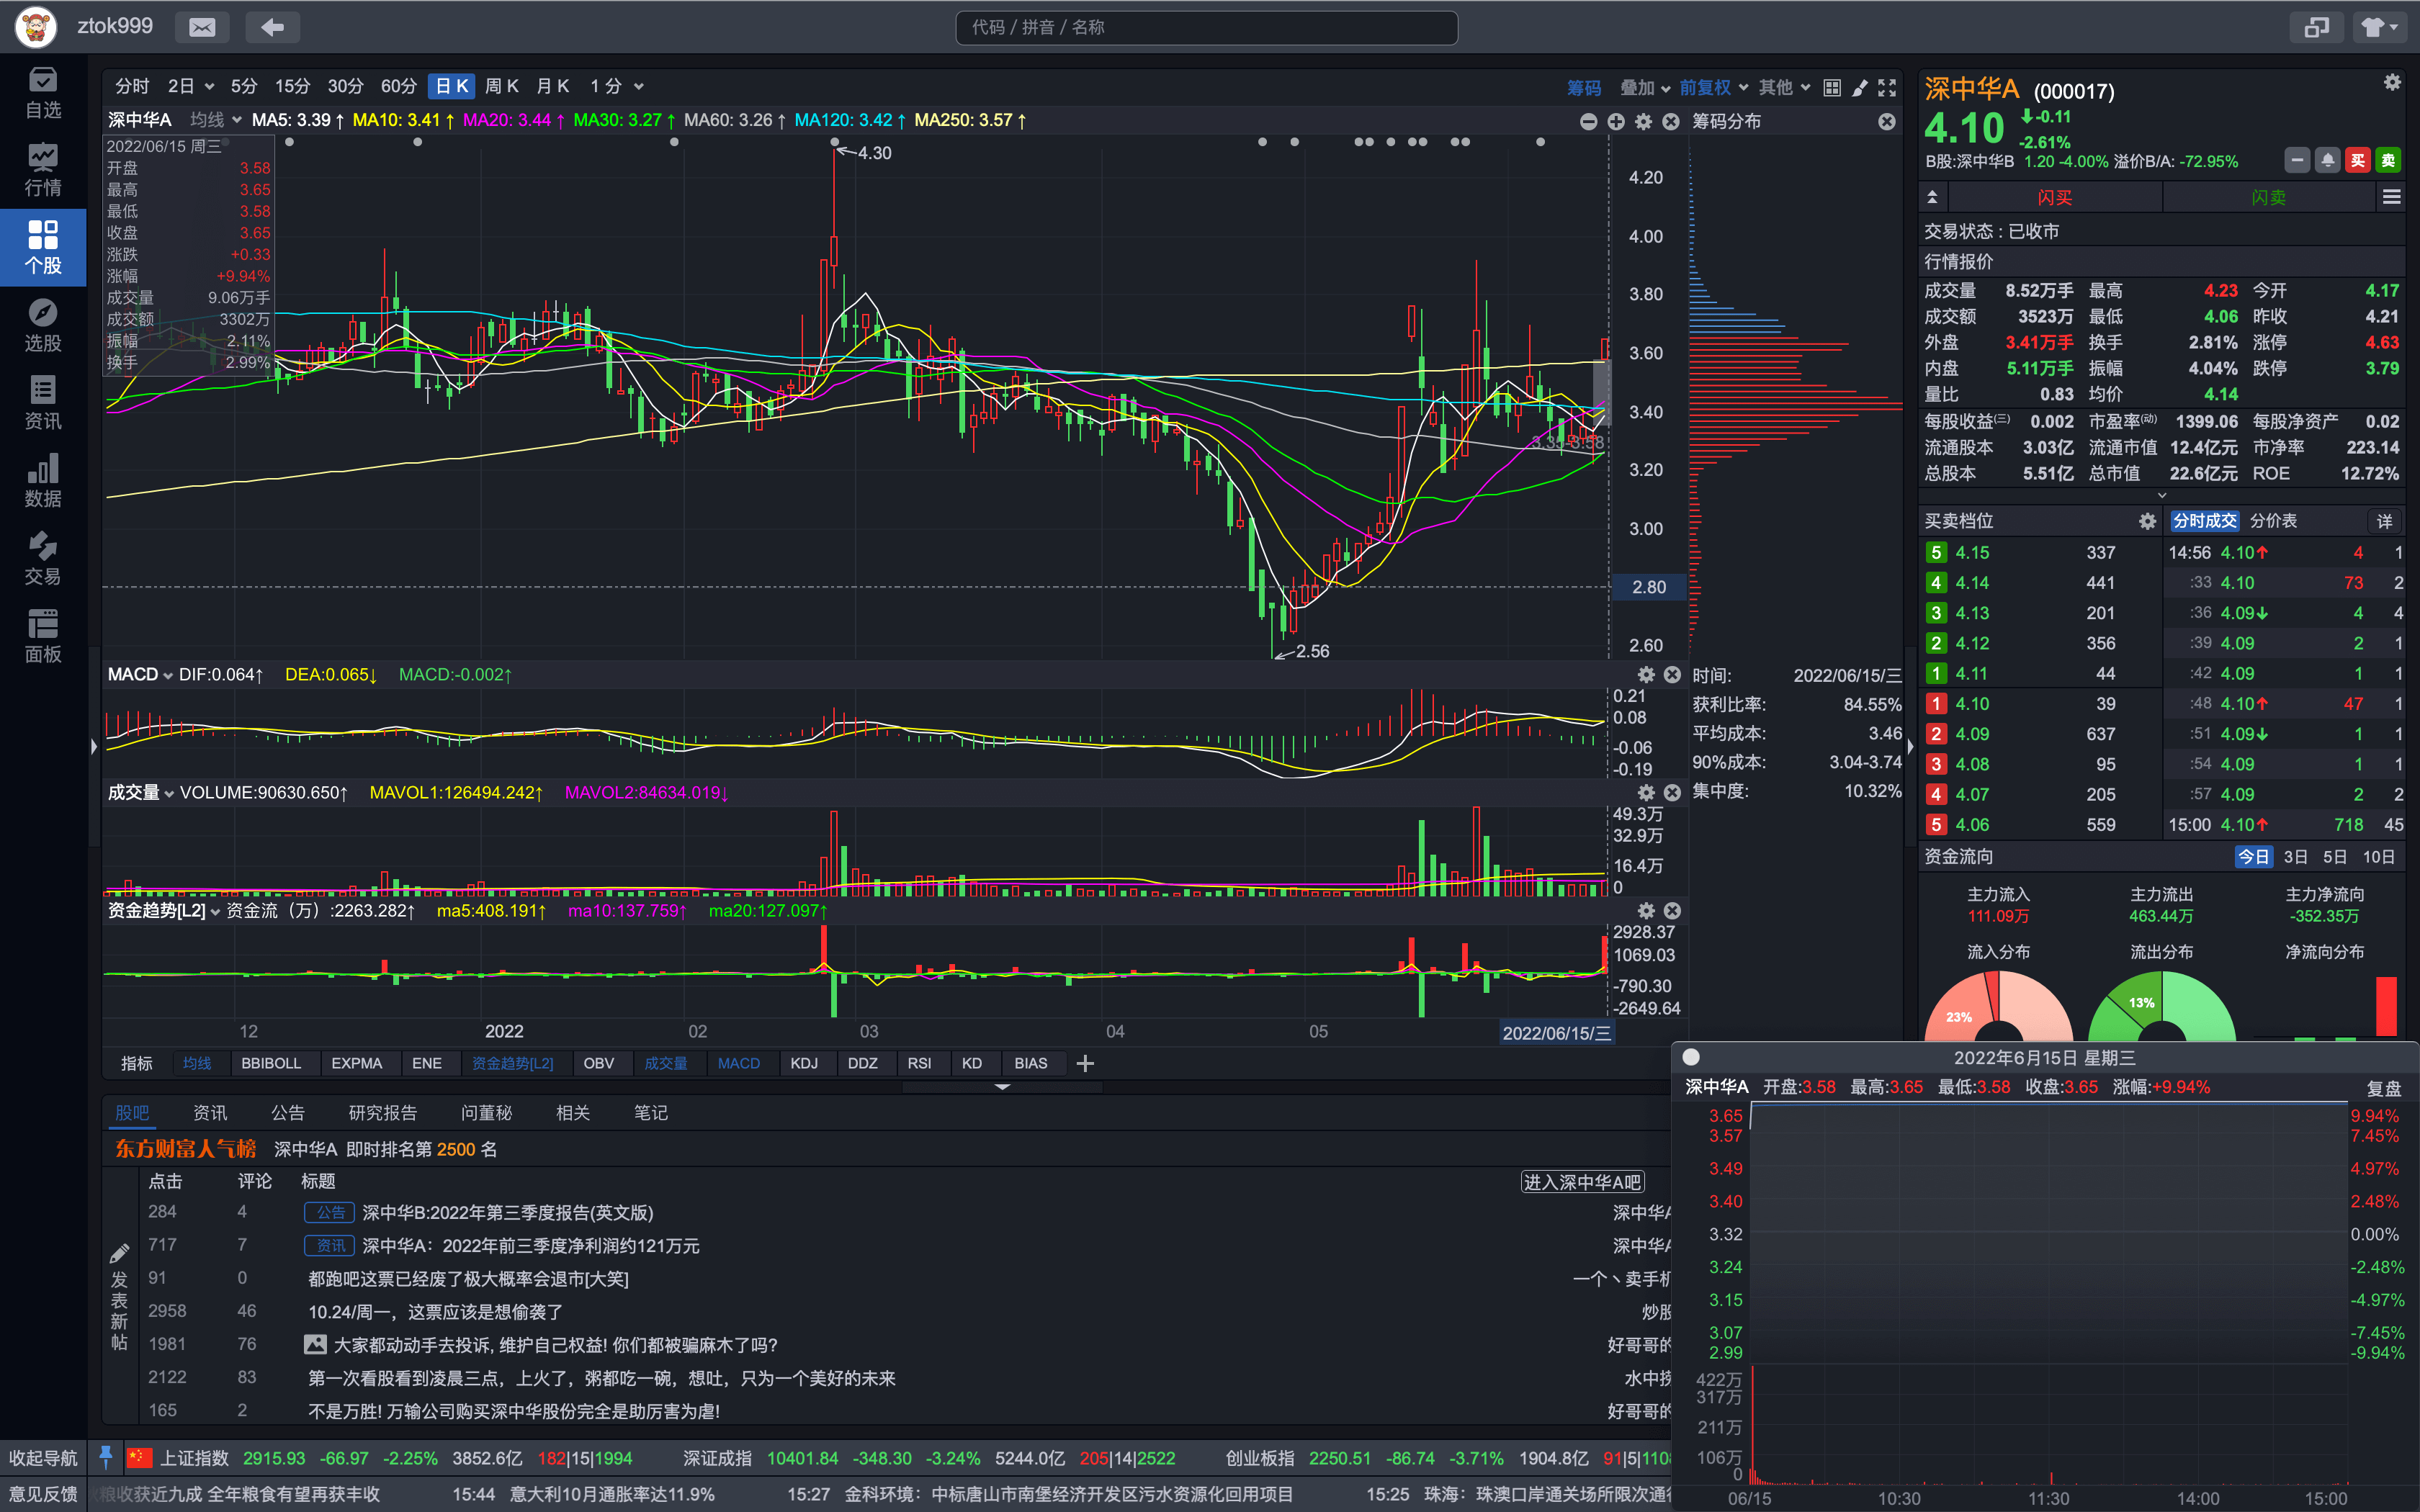 ztok999
代码 / 拼音 / 名称
自选
行情
个股
选股
资讯
数据
交易
面板
分时 2日 5分 15分 30分 60分 日K 周K 月K 1分 筹码 叠加 前复权 其他
深中华A 均线 MA5: 3.39↑ MA10: 3.41↑ MA20: 3.44↑ MA30: 3.27↑ MA60: 3.26↑ MA120: 3.42↑ MA250: 3.57↑
2022/06/15 周三
开盘 3.58
最高 3.65
最低 3.58
收盘 3.65
涨跌 +0.33
涨幅 +9.94%
成交量 9.06万手
成交额 3302万
振幅 2.11%
换手 2.99%
4.30
2.56
4.20
4.00
3.80
3.60
3.40
3.20
3.00
2.80
2.60
筹码分布
时间: 2022/06/15/三
获利比率: 84.55%
平均成本: 3.46
90%成本: 3.04-3.74
集中度: 10.32%
MACD DIF:0.064↑ DEA:0.065↓ MACD:-0.002↑
0.21
0.08
-0.06
-0.19
成交量 VOLUME:90630.650↑ MAVOL1:126494.242↑ MAVOL2:84634.019↓
49.3万
32.9万
16.4万
0
资金趋势[L2] 资金流（万）:2263.282↑ ma5:408.191↑ ma10:137.759↑ ma20:127.097↑
2928.37
1069.03
-790.30
-2649.64
12 2022 02 03 04 05 2022/06/15/三
指标 均线 BBIBOLL EXPMA ENE 资金趋势[L2] OBV 成交量 MACD KDJ DDZ RSI KD BIAS
股吧 资讯 公告 研究报告 问董秘 相关 笔记
东方财富人气榜 深中华A 即时排名第 2500 名
点击 评论 标题 进入深中华A吧
284 4 公告 深中华B:2022年第三季度报告(英文版) 深中华A
717 7 资讯 深中华A：2022年前三季度净利润约121万元 深中华A
91 0 都跑吧这票已经废了极大概率会退市[大笑] 一个丶卖手机
2958 46 10.24/周一，这票应该是想偷袭了 炒股
1981 76 大家都动动手去投诉, 维护自己权益! 你们都被骗麻木了吗? 好哥哥的
2122 83 第一次看股看到凌晨三点，上火了，粥都吃一碗，想吐，只为一个美好的未来 水中捞
165 2 不是万胜! 万输公司购买深中华股份完全是助厉害为虐! 好哥哥的
发表新帖
深中华A (000017)
4.10 -0.11
-2.61%
B股:深中华B 1.20 -4.00% 溢价B/A: -72.95%
买 卖
闪买 闪卖
交易状态：已收市
行情报价
成交量 8.52万手 最高 4.23 今开 4.17
成交额 3523万 最低 4.06 昨收 4.21
外盘 3.41万手 换手 2.81% 涨停 4.63
内盘 5.11万手 振幅 4.04% 跌停 3.79
量比 0.83 均价 4.14
每股收益(三) 0.002 市盈率(动) 1399.06 每股净资产 0.02
流通股本 3.03亿 流通市值 12.4亿元 市净率 223.14
总股本 5.51亿 总市值 22.6亿元 ROE 12.72%
买卖档位 分时成交 分价表 详
5 4.15 337 14:56 4.10↑ 4 1
4 4.14 441 :33 4.10 73 2
3 4.13 201 :36 4.09↓ 4 4
2 4.12 356 :39 4.09 2 1
1 4.11 44 :42 4.09 1 1
1 4.10 39 :48 4.10↑ 47 1
2 4.09 637 :51 4.09↓ 1 1
3 4.08 95 :54 4.09 1 1
4 4.07 205 :57 4.09 2 2
5 4.06 559 15:00 4.10↑ 718 45
资金流向 今日 3日 5日 10日
主力流入 主力流出 主力净流向
111.09万 463.44万 -352.35万
流入分布 流出分布 净流向分布
23% 13%
2022年6月15日 星期三
深中华A 开盘:3.58 最高:3.65 最低:3.58 收盘:3.65 涨幅:+9.94% 复盘
3.65 9.94%
3.57 7.45%
3.49 4.97%
3.40 2.48%
3.32 0.00%
3.24 -2.48%
3.15 -4.97%
3.07 -7.45%
2.99 -9.94%
422万
317万
211万
106万
0
06/15 10:30 11:30 14:00 15:00
收起导航 上证指数 2915.93 -66.97 -2.25% 3852.6亿 182|15|1994 深证成指 10401.84 -348.30 -3.24% 5244.0亿 205|14|2522 创业板指 2250.51 -86.74 -3.71% 1904.8亿 91|5|1108
意见反馈 粮收获近九成 全年粮食有望再获丰收 15:44 意大利10月通胀率达11.9% 15:27 金科环境：中标唐山市南堡经济开发区污水资源化回用项目 15:25 珠海：珠澳口岸通关场所限次通